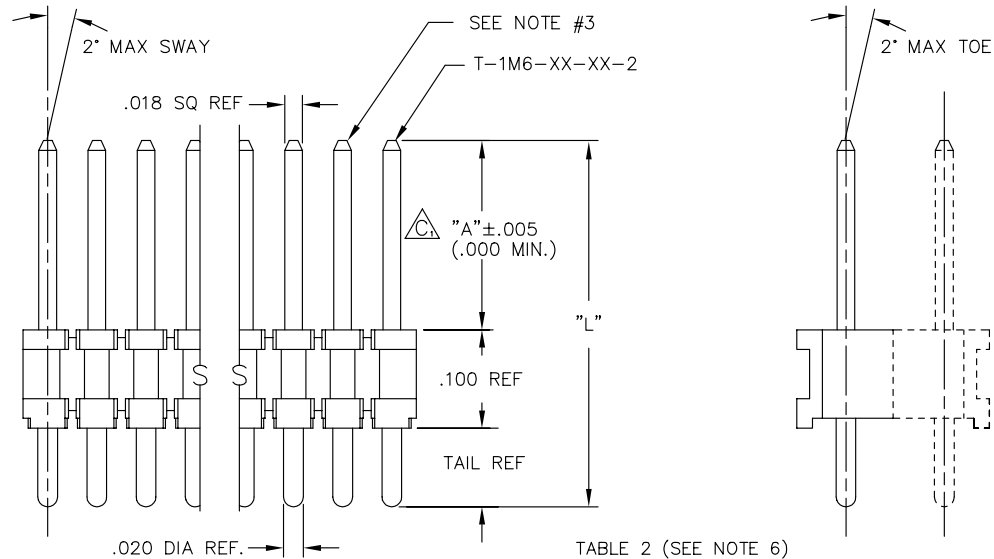 2° MAX SWAY
SEE NOTE #3
T-1M6-XX-XX-2
.018 SQ REF
2° MAX TOE
C1 "A"±.005
(.000 MIN.)
"L"
S S
.100 REF
TAIL REF
.020 DIA REF.
TABLE 2 (SEE NOTE 6)